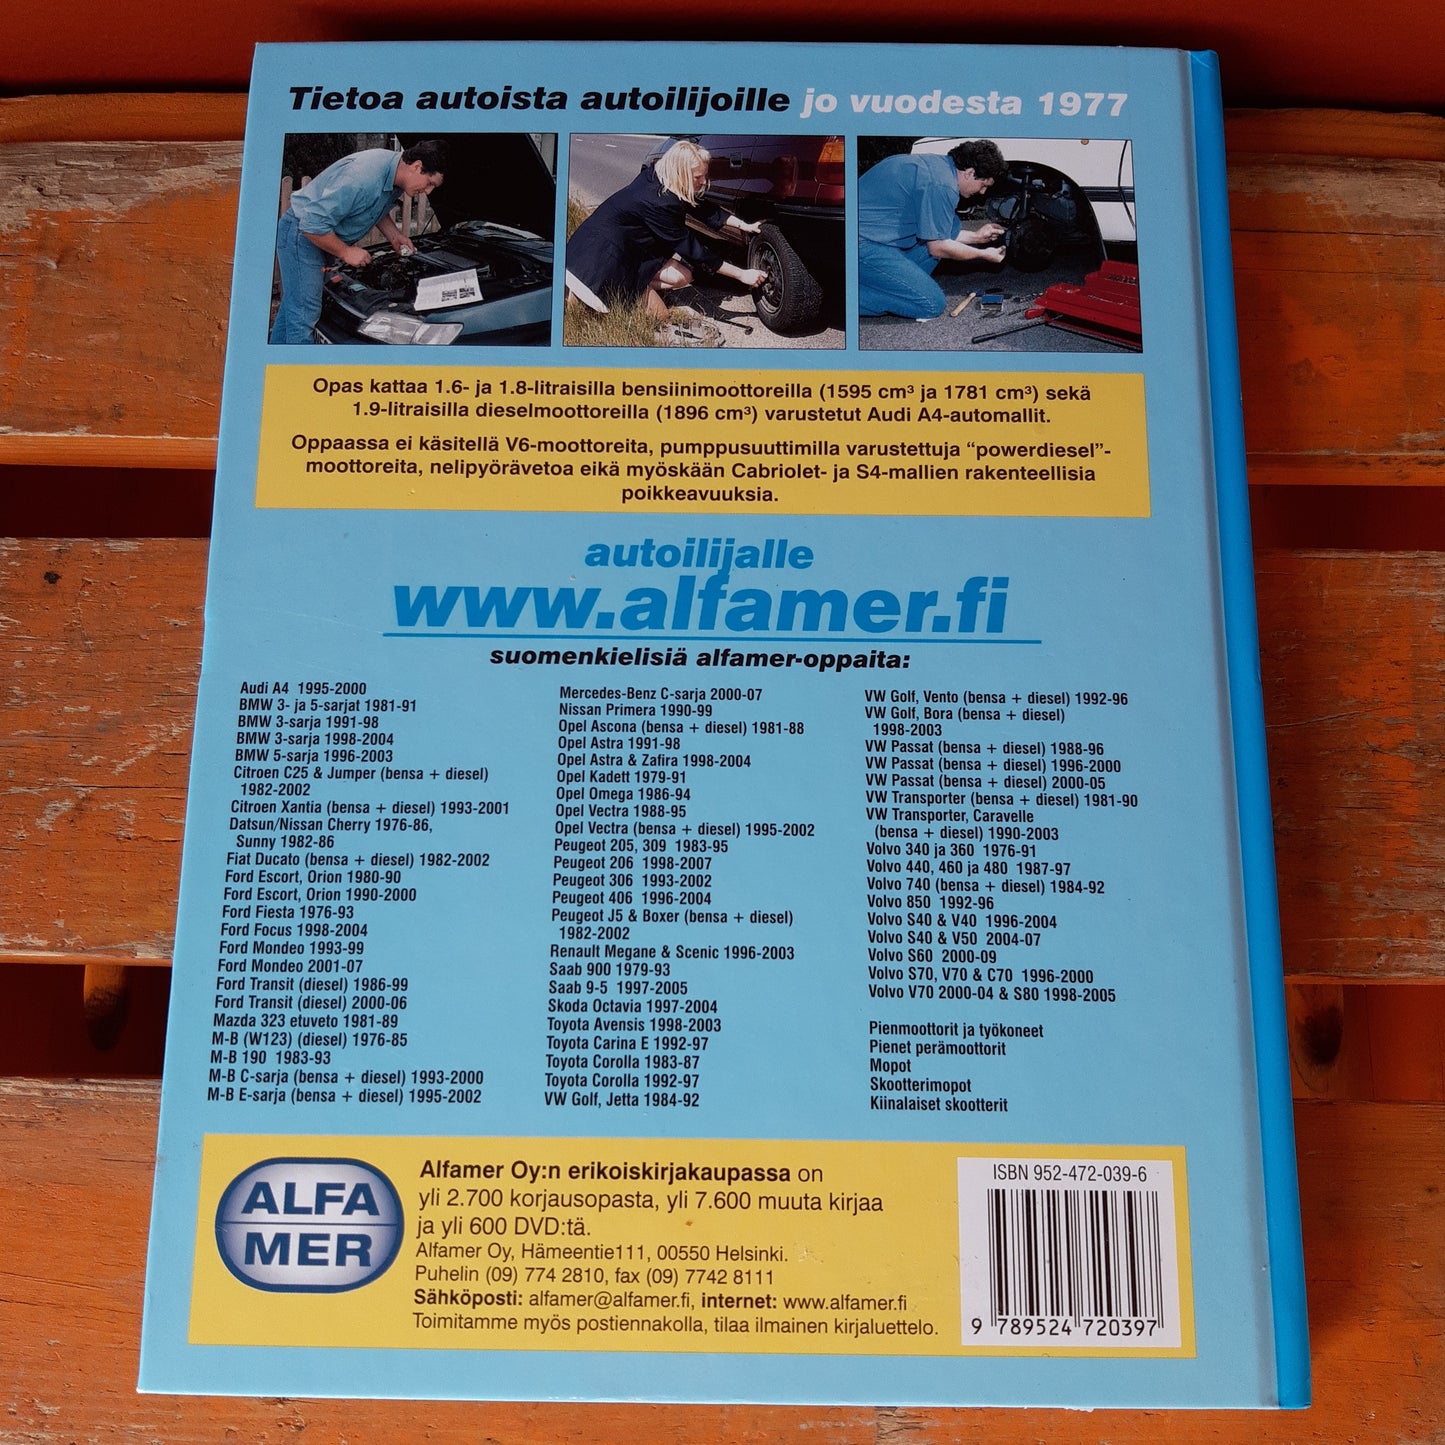 Tietoa autoista autoilijoille jo vuodesta 1977
Opas kattaa 1.6- ja 1.8-litraisilla bensiinimoottoreilla (1595 cm³ ja 1781 cm³) sekä
1.9-litraisilla dieselmoottoreilla (1896 cm³) varustetut Audi A4-automallit.
Oppaassa ei käsitellä V6-moottoreita, pumppusuuttimilla varustettuja “powerdiesel”-
moottoreita, nelipyörävetoa eikä myöskään Cabriolet- ja S4-mallien rakenteellisia
poikkeavuuksia.
autoilijalle
www.alfamer.fi
suomenkielisiä alfamer-oppaita:
Audi A4 1995-2000
BMW 3- ja 5-sarjat 1981-91
BMW 3-sarja 1991-98
BMW 3-sarja 1998-2004
BMW 5-sarja 1996-2003
Citroen C25 & Jumper (bensa + diesel)
1982-2002
Citroen Xantia (bensa + diesel) 1993-2001
Datsun/Nissan Cherry 1976-86,
Sunny 1982-86
Fiat Ducato (bensa + diesel) 1982-2002
Ford Escort, Orion 1980-90
Ford Escort, Orion 1990-2000
Ford Fiesta 1976-93
Ford Focus 1998-2004
Ford Mondeo 1993-99
Ford Mondeo 2001-07
Ford Transit (diesel) 1986-99
Ford Transit (diesel) 2000-06
Mazda 323 etuveto 1981-89
M-B (W123) (diesel) 1976-85
M-B 190 1983-93
M-B C-sarja (bensa + diesel) 1993-2000
M-B E-sarja (bensa + diesel) 1995-2002
Mercedes-Benz C-sarja 2000-07
Nissan Primera 1990-99
Opel Ascona (bensa + diesel) 1981-88
Opel Astra 1991-98
Opel Astra & Zafira 1998-2004
Opel Kadett 1979-91
Opel Omega 1986-94
Opel Vectra 1988-95
Opel Vectra (bensa + diesel) 1995-2002
Peugeot 205, 309 1983-95
Peugeot 206 1998-2007
Peugeot 306 1993-2002
Peugeot 406 1996-2004
Peugeot J5 & Boxer (bensa + diesel)
1982-2002
Renault Megane & Scenic 1996-2003
Saab 900 1979-93
Saab 9-5 1997-2005
Skoda Octavia 1997-2004
Toyota Avensis 1998-2003
Toyota Carina E 1992-97
Toyota Corolla 1983-87
Toyota Corolla 1992-97
VW Golf, Jetta 1984-92
VW Golf, Vento (bensa + diesel) 1992-96
VW Golf, Bora (bensa + diesel)
1998-2003
VW Passat (bensa + diesel) 1988-96
VW Passat (bensa + diesel) 1996-2000
VW Passat (bensa + diesel) 2000-05
VW Transporter (bensa + diesel) 1981-90
VW Transporter, Caravelle
(bensa + diesel) 1990-2003
Volvo 340 ja 360 1976-91
Volvo 440, 460 ja 480 1987-97
Volvo 740 (bensa + diesel) 1984-92
Volvo 850 1992-96
Volvo S40 & V40 1996-2004
Volvo S40 & V50 2004-07
Volvo S60 2000-09
Volvo S70, V70 & C70 1996-2000
Volvo V70 2000-04 & S80 1998-2005
Pienmoottorit ja työkoneet
Pienet perämoottorit
Mopot
Skootterimopot
Kiinalaiset skootterit
ALFA
MER
Alfamer Oy:n erikoiskirjakaupassa on
yli 2.700 korjausopasta, yli 7.600 muuta kirjaa
ja yli 600 DVD:tä.
Alfamer Oy, Hämeentie111, 00550 Helsinki.
Puhelin (09) 774 2810, fax (09) 7742 8111
Sähköposti: alfamer@alfamer.fi, internet: www.alfamer.fi
Toimitamme myös postiennakolla, tilaa ilmainen kirjaluettelo.
ISBN 952-472-039-6
9 789524 720397